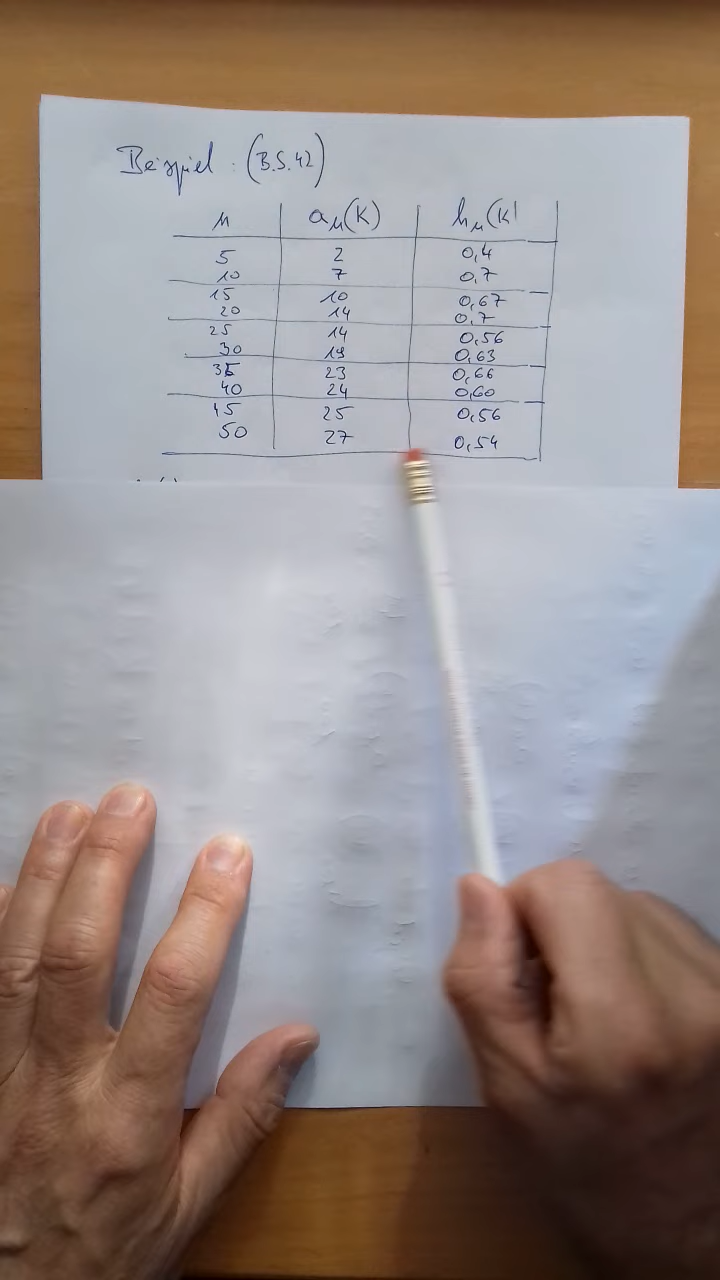 Beispiel : (B.S.42)
n aₙ(K) hₙ(K)
5 2 0,4
10 7 0,7
15 10 0,67
20 14 0,7
25 14 0,56
30 19 0,63
35 23 0,66
40 24 0,60
45 25 0,56
50 27 0,54